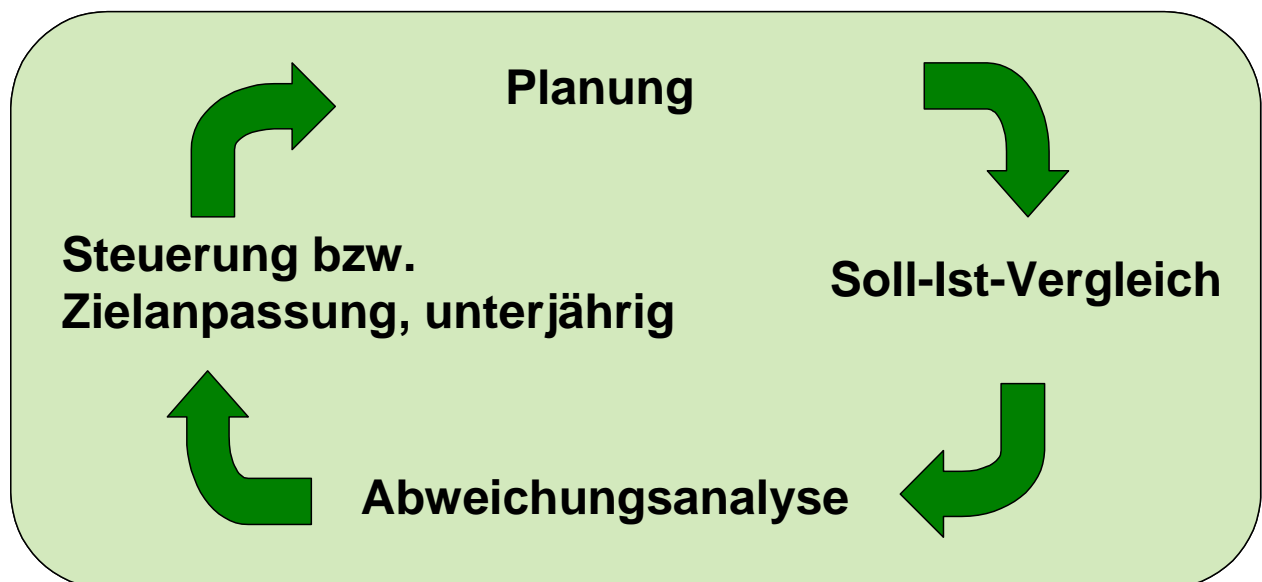 Planung
Steuerung bzw.
Zielanpassung, unterjährig
Soll-Ist-Vergleich
Abweichungsanalyse